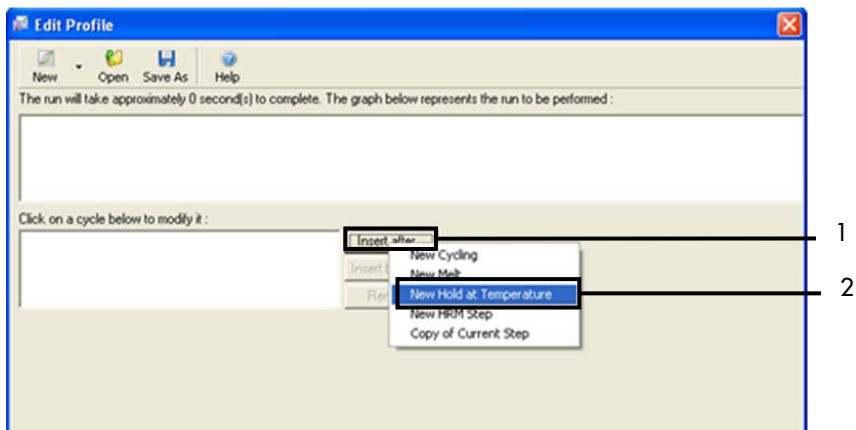 Edit Profile
New Open Save As Help
The run will take approximately 0 second(s) to complete. The graph below represents the run to be performed :
Click on a cycle below to modify it :
Insert after...
1
New Cycling
Insert
New Melt
New Hold at Temperature
2
New HRM Step
Copy of Current Step